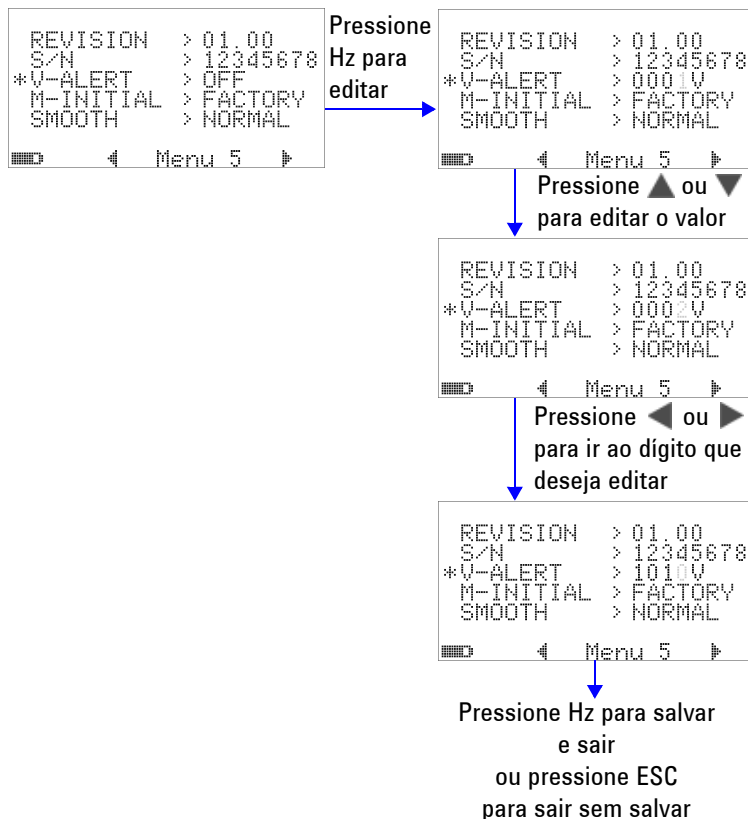 REVISION > 01.00
S/N > 12345678
*V-ALERT > OFF
M-INITIAL > FACTORY
SMOOTH > NORMAL
Menu 5
Pressione
Hz para
editar
REVISION > 01.00
S/N > 12345678
*V-ALERT > 0001V
M-INITIAL > FACTORY
SMOOTH > NORMAL
Menu 5
Pressione ▲ ou ▼
para editar o valor
REVISION > 01.00
S/N > 12345678
*V-ALERT > 0002V
M-INITIAL > FACTORY
SMOOTH > NORMAL
Menu 5
Pressione ◀ ou ▶
para ir ao dígito que
deseja editar
REVISION > 01.00
S/N > 12345678
*V-ALERT > 1010V
M-INITIAL > FACTORY
SMOOTH > NORMAL
Menu 5
Pressione Hz para salvar
e sair
ou pressione ESC
para sair sem salvar